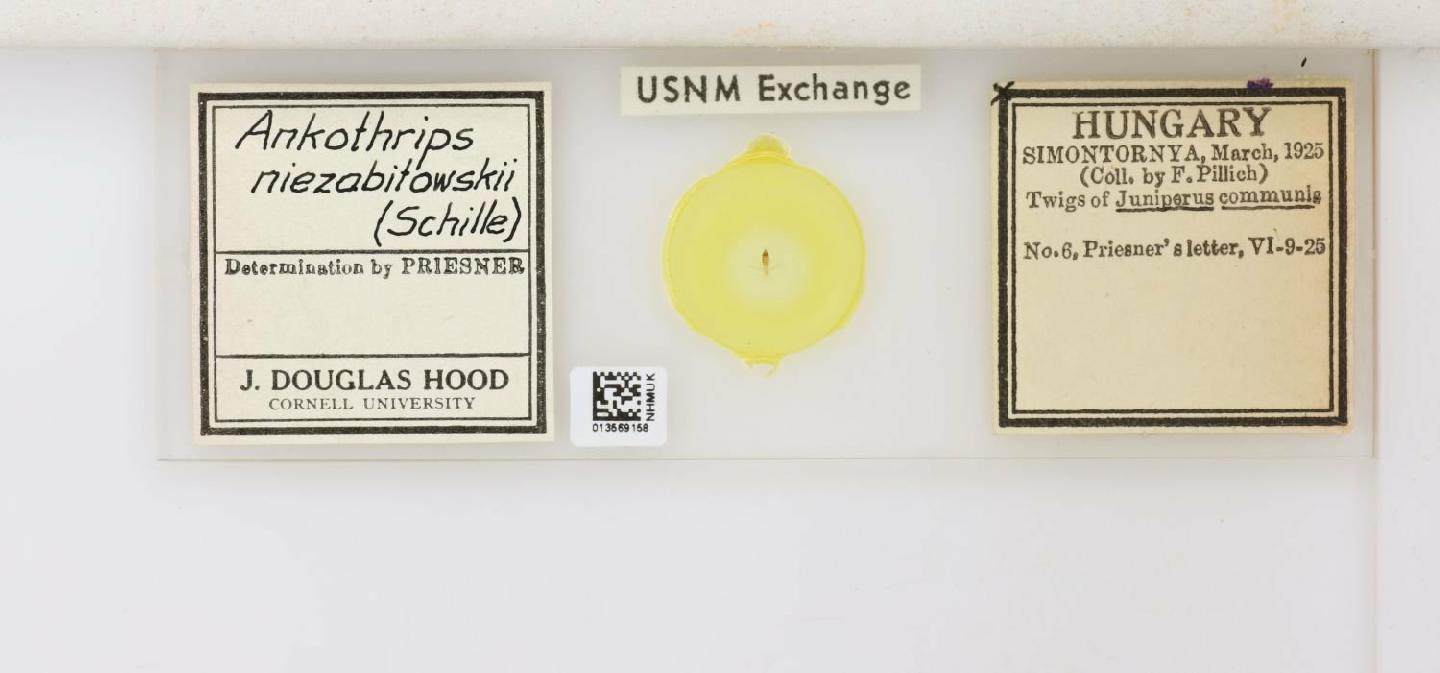 Ankothrips
niezabitowskii
(Schille)
Determination by PRIESNER
J. DOUGLAS HOOD
CORNELL UNIVERSITY
USNM Exchange
NHMUK
013569158
HUNGARY
SIMONTORNYA, March, 1925
(Coll. by F. Pillich)
Twigs of Juniperus communis
No. 6, Priesner's letter, VI-9-25